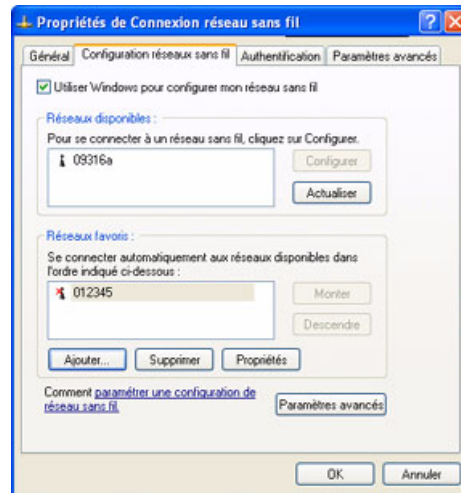 Propriétés de Connexion réseau sans fil
Général Configuration réseaux sans fil Authentification Paramètres avancés
Utiliser Windows pour configurer mon réseau sans fil
Réseaux disponibles :
Pour se connecter à un réseau sans fil, cliquez sur Configurer.
09316a
Configurer
Actualiser
Réseaux favoris :
Se connecter automatiquement aux réseaux disponibles dans
l'ordre indiqué ci-dessous :
012345
Monter
Descendre
Ajouter... Supprimer Propriétés
Comment paramétrer une configuration de
réseau sans fil.
Paramètres avancés
OK Annuler